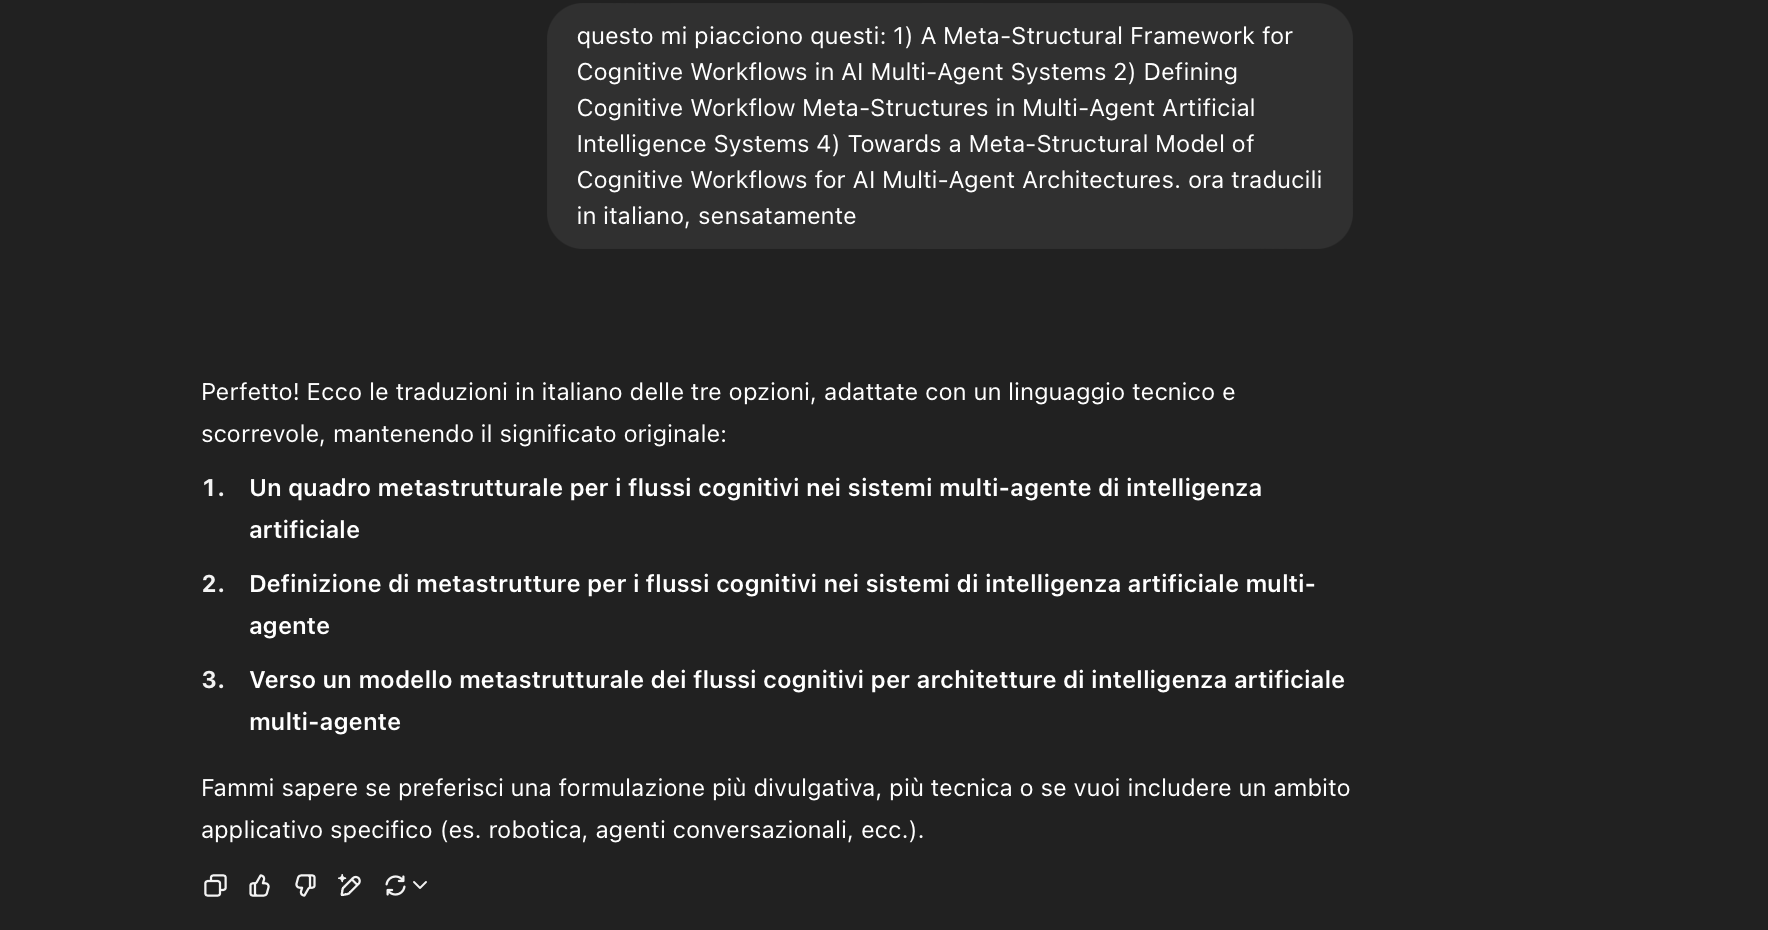 questo mi piacciono questi: 1) A Meta-Structural Framework for
Cognitive Workflows in AI Multi-Agent Systems 2) Defining
Cognitive Workflow Meta-Structures in Multi-Agent Artificial
Intelligence Systems 4) Towards a Meta-Structural Model of
Cognitive Workflows for AI Multi-Agent Architectures. ora traducili
in italiano, sensatamente
Perfetto! Ecco le traduzioni in italiano delle tre opzioni, adattate con un linguaggio tecnico e
scorrevole, mantenendo il significato originale:
1. Un quadro metastrutturale per i flussi cognitivi nei sistemi multi-agente di intelligenza
artificiale
2. Definizione di metastrutture per i flussi cognitivi nei sistemi di intelligenza artificiale multi-
agente
3. Verso un modello metastrutturale dei flussi cognitivi per architetture di intelligenza artificiale
multi-agente
Fammi sapere se preferisci una formulazione più divulgativa, più tecnica o se vuoi includere un ambito
applicativo specifico (es. robotica, agenti conversazionali, ecc.).